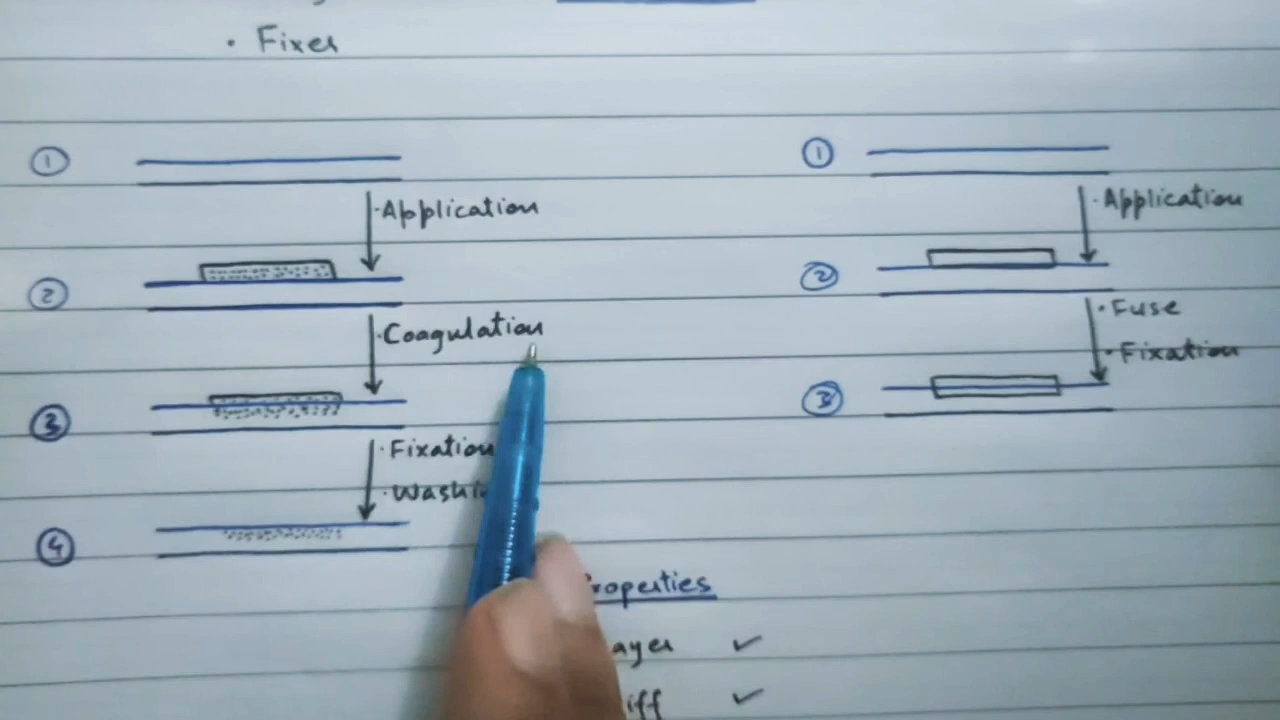 • Fixer
①
· Application
②
· Coagulation
③
· Fixation
④
①
· Application
②
· Fuse
· Fixation
③